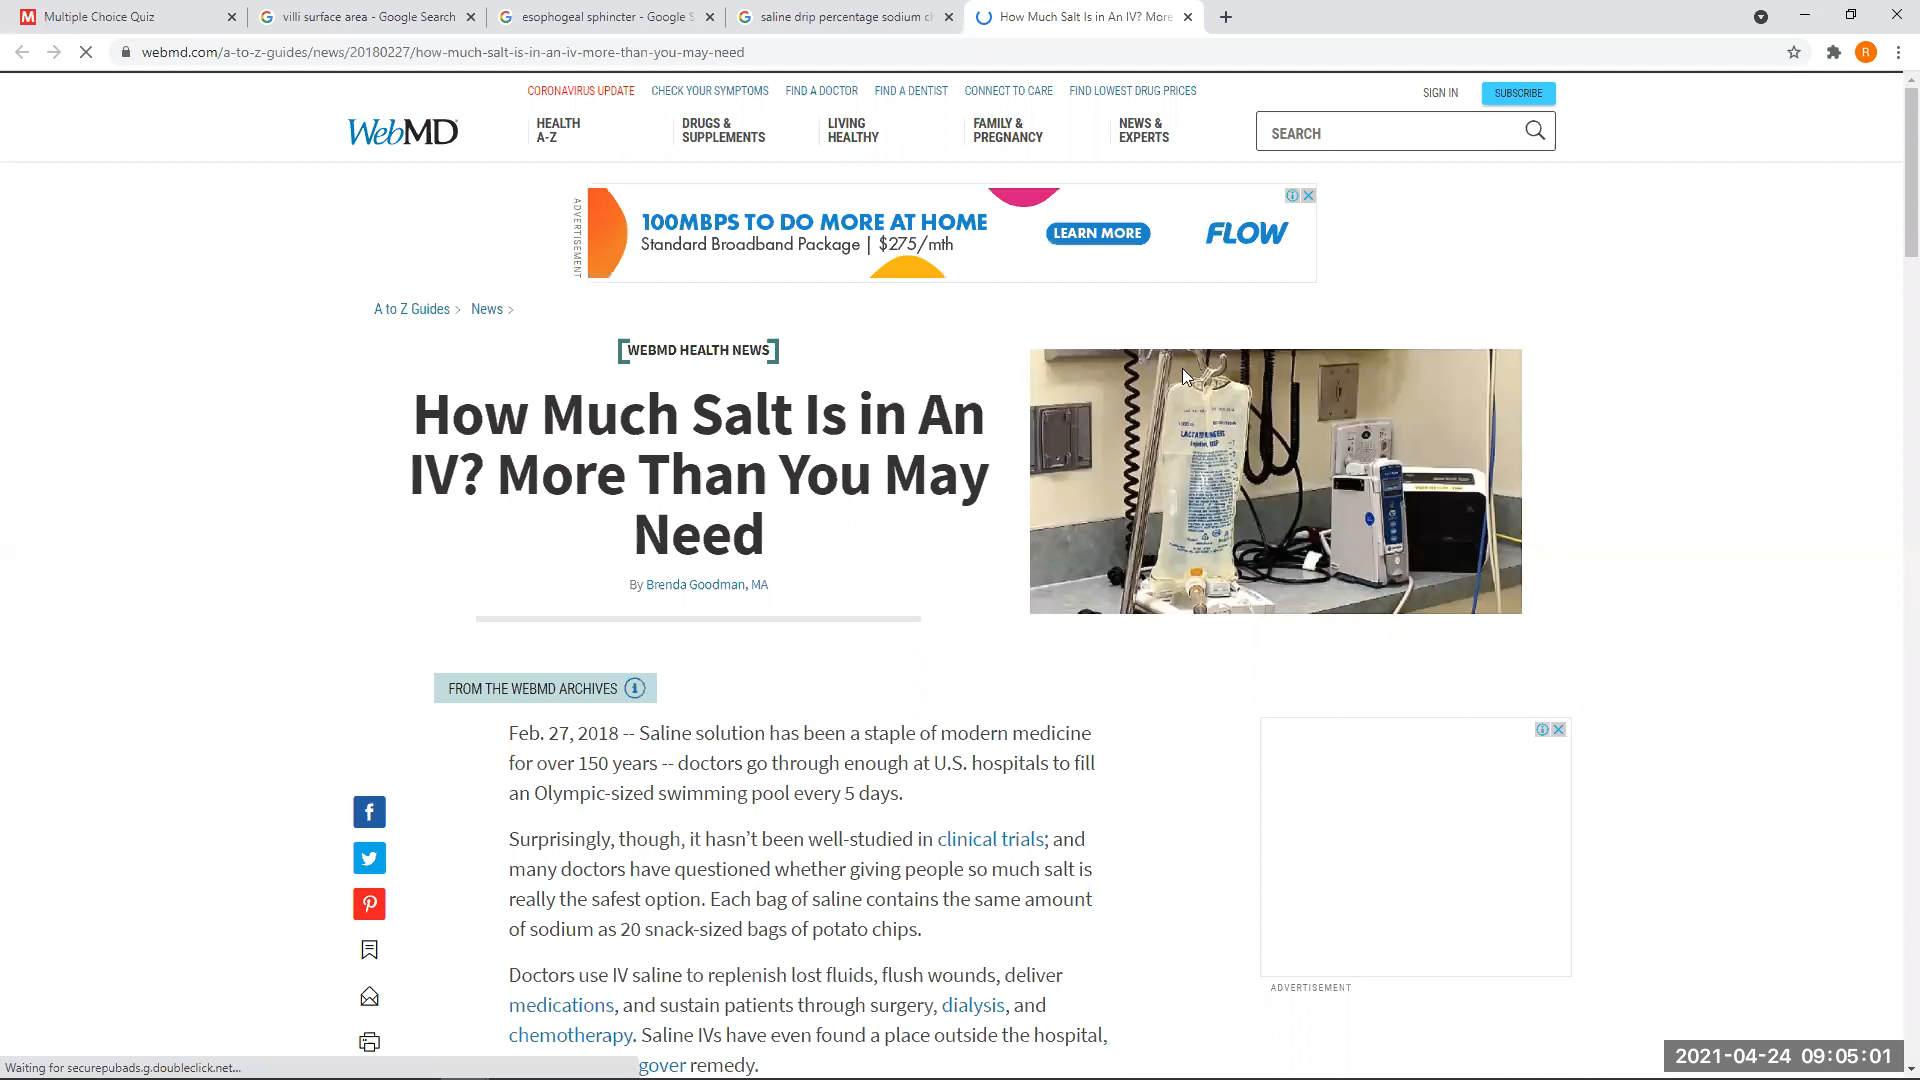 Multiple Choice Quiz
villi surface area - Google Search
esophogeal sphincter - Google S
saline drip percentage sodium ch
How Much Salt Is in An IV? More
webmd.com/a-to-z-guides/news/20180227/how-much-salt-is-in-an-iv-more-than-you-may-need
R
CORONAVIRUS UPDATE CHECK YOUR SYMPTOMS FIND A DOCTOR FIND A DENTIST CONNECT TO CARE FIND LOWEST DRUG PRICES
SIGN IN SUBSCRIBE
WebMD
HEALTH
A-Z
DRUGS &
SUPPLEMENTS
LIVING
HEALTHY
FAMILY &
PREGNANCY
NEWS &
EXPERTS
SEARCH
ADVERTISEMENT
100MBPS TO DO MORE AT HOME
Standard Broadband Package | $275/mth
LEARN MORE
FLOW
A to Z Guides > News >
WEBMD HEALTH NEWS
How Much Salt Is in An
IV? More Than You May
Need
By Brenda Goodman, MA
FROM THE WEBMD ARCHIVES
Feb. 27, 2018 -- Saline solution has been a staple of modern medicine
for over 150 years -- doctors go through enough at U.S. hospitals to fill
an Olympic-sized swimming pool every 5 days.
Surprisingly, though, it hasn’t been well-studied in clinical trials; and
many doctors have questioned whether giving people so much salt is
really the safest option. Each bag of saline contains the same amount
of sodium as 20 snack-sized bags of potato chips.
Doctors use IV saline to replenish lost fluids, flush wounds, deliver
medications, and sustain patients through surgery, dialysis, and
chemotherapy. Saline IVs have even found a place outside the hospital,
gover remedy.
ADVERTISEMENT
Waiting for securepubads.g.doubleclick.net...
2021-04-24 09:05:01